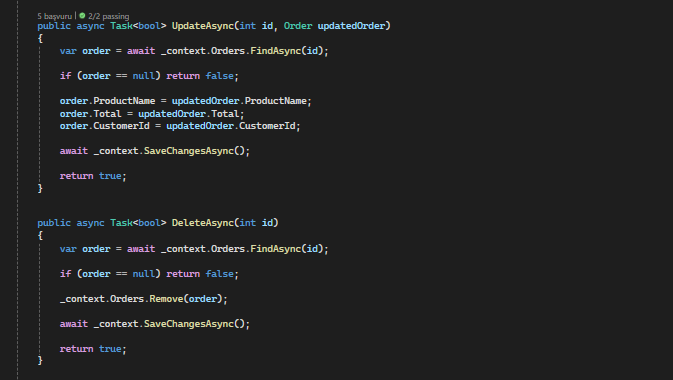 5 başvuru | 2/2 passing
public async Task<bool> UpdateAsync(int id, Order updatedOrder)
{
var order = await _context.Orders.FindAsync(id);
if (order == null) return false;
order.ProductName = updatedOrder.ProductName;
order.Total = updatedOrder.Total;
order.CustomerId = updatedOrder.CustomerId;
await _context.SaveChangesAsync();
return true;
}
public async Task<bool> DeleteAsync(int id)
{
var order = await _context.Orders.FindAsync(id);
if (order == null) return false;
_context.Orders.Remove(order);
await _context.SaveChangesAsync();
return true;
}